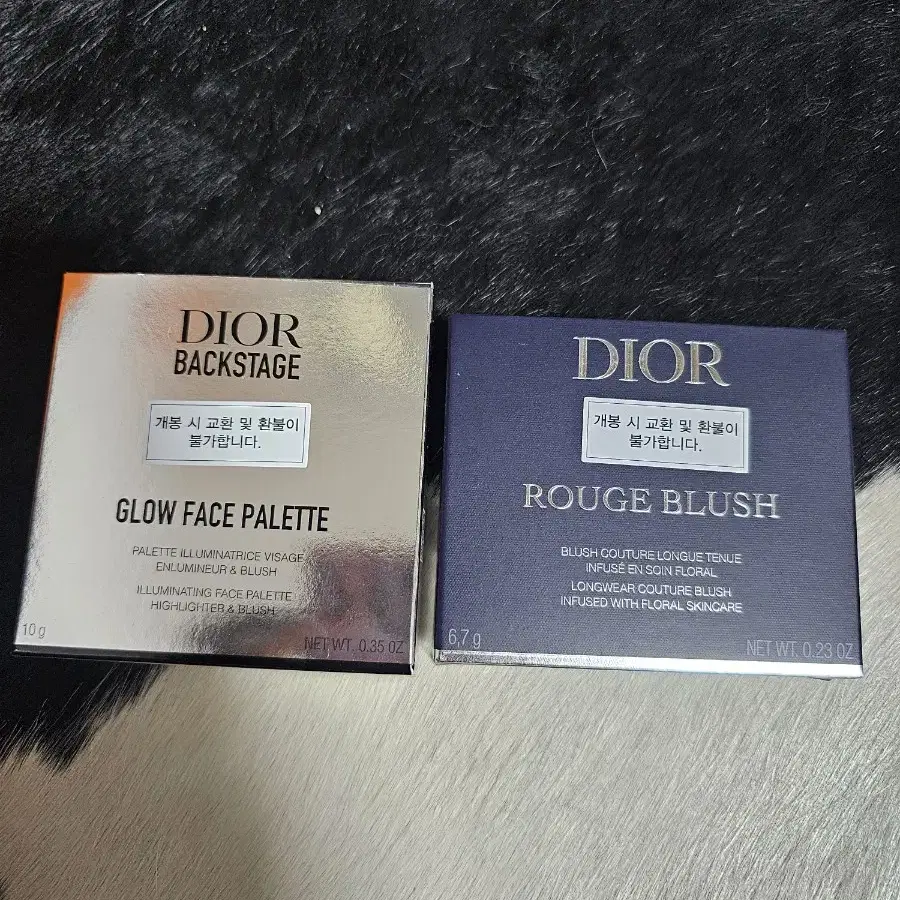 DIOR
BACKSTAGE
개봉 시 교환 및 환불이
불가합니다.
GLOW FACE PALETTE
PALETTE ILLUMINATRICE VISAGE
ENLUMINEUR & BLUSH
ILLUMINATING FACE PALETTE
HIGHLIGHTER & BLUSH
10 g
NET WT. 0.35 OZ
DIOR
개봉 시 교환 및 환불이
불가합니다.
ROUGE BLUSH
BLUSH COUTURE LONGUE TENUE
INFUSÉ EN SOIN FLORAL
LONGWEAR COUTURE BLUSH
INFUSED WITH FLORAL SKINCARE
6,7 g
NET WT. 0.23 OZ